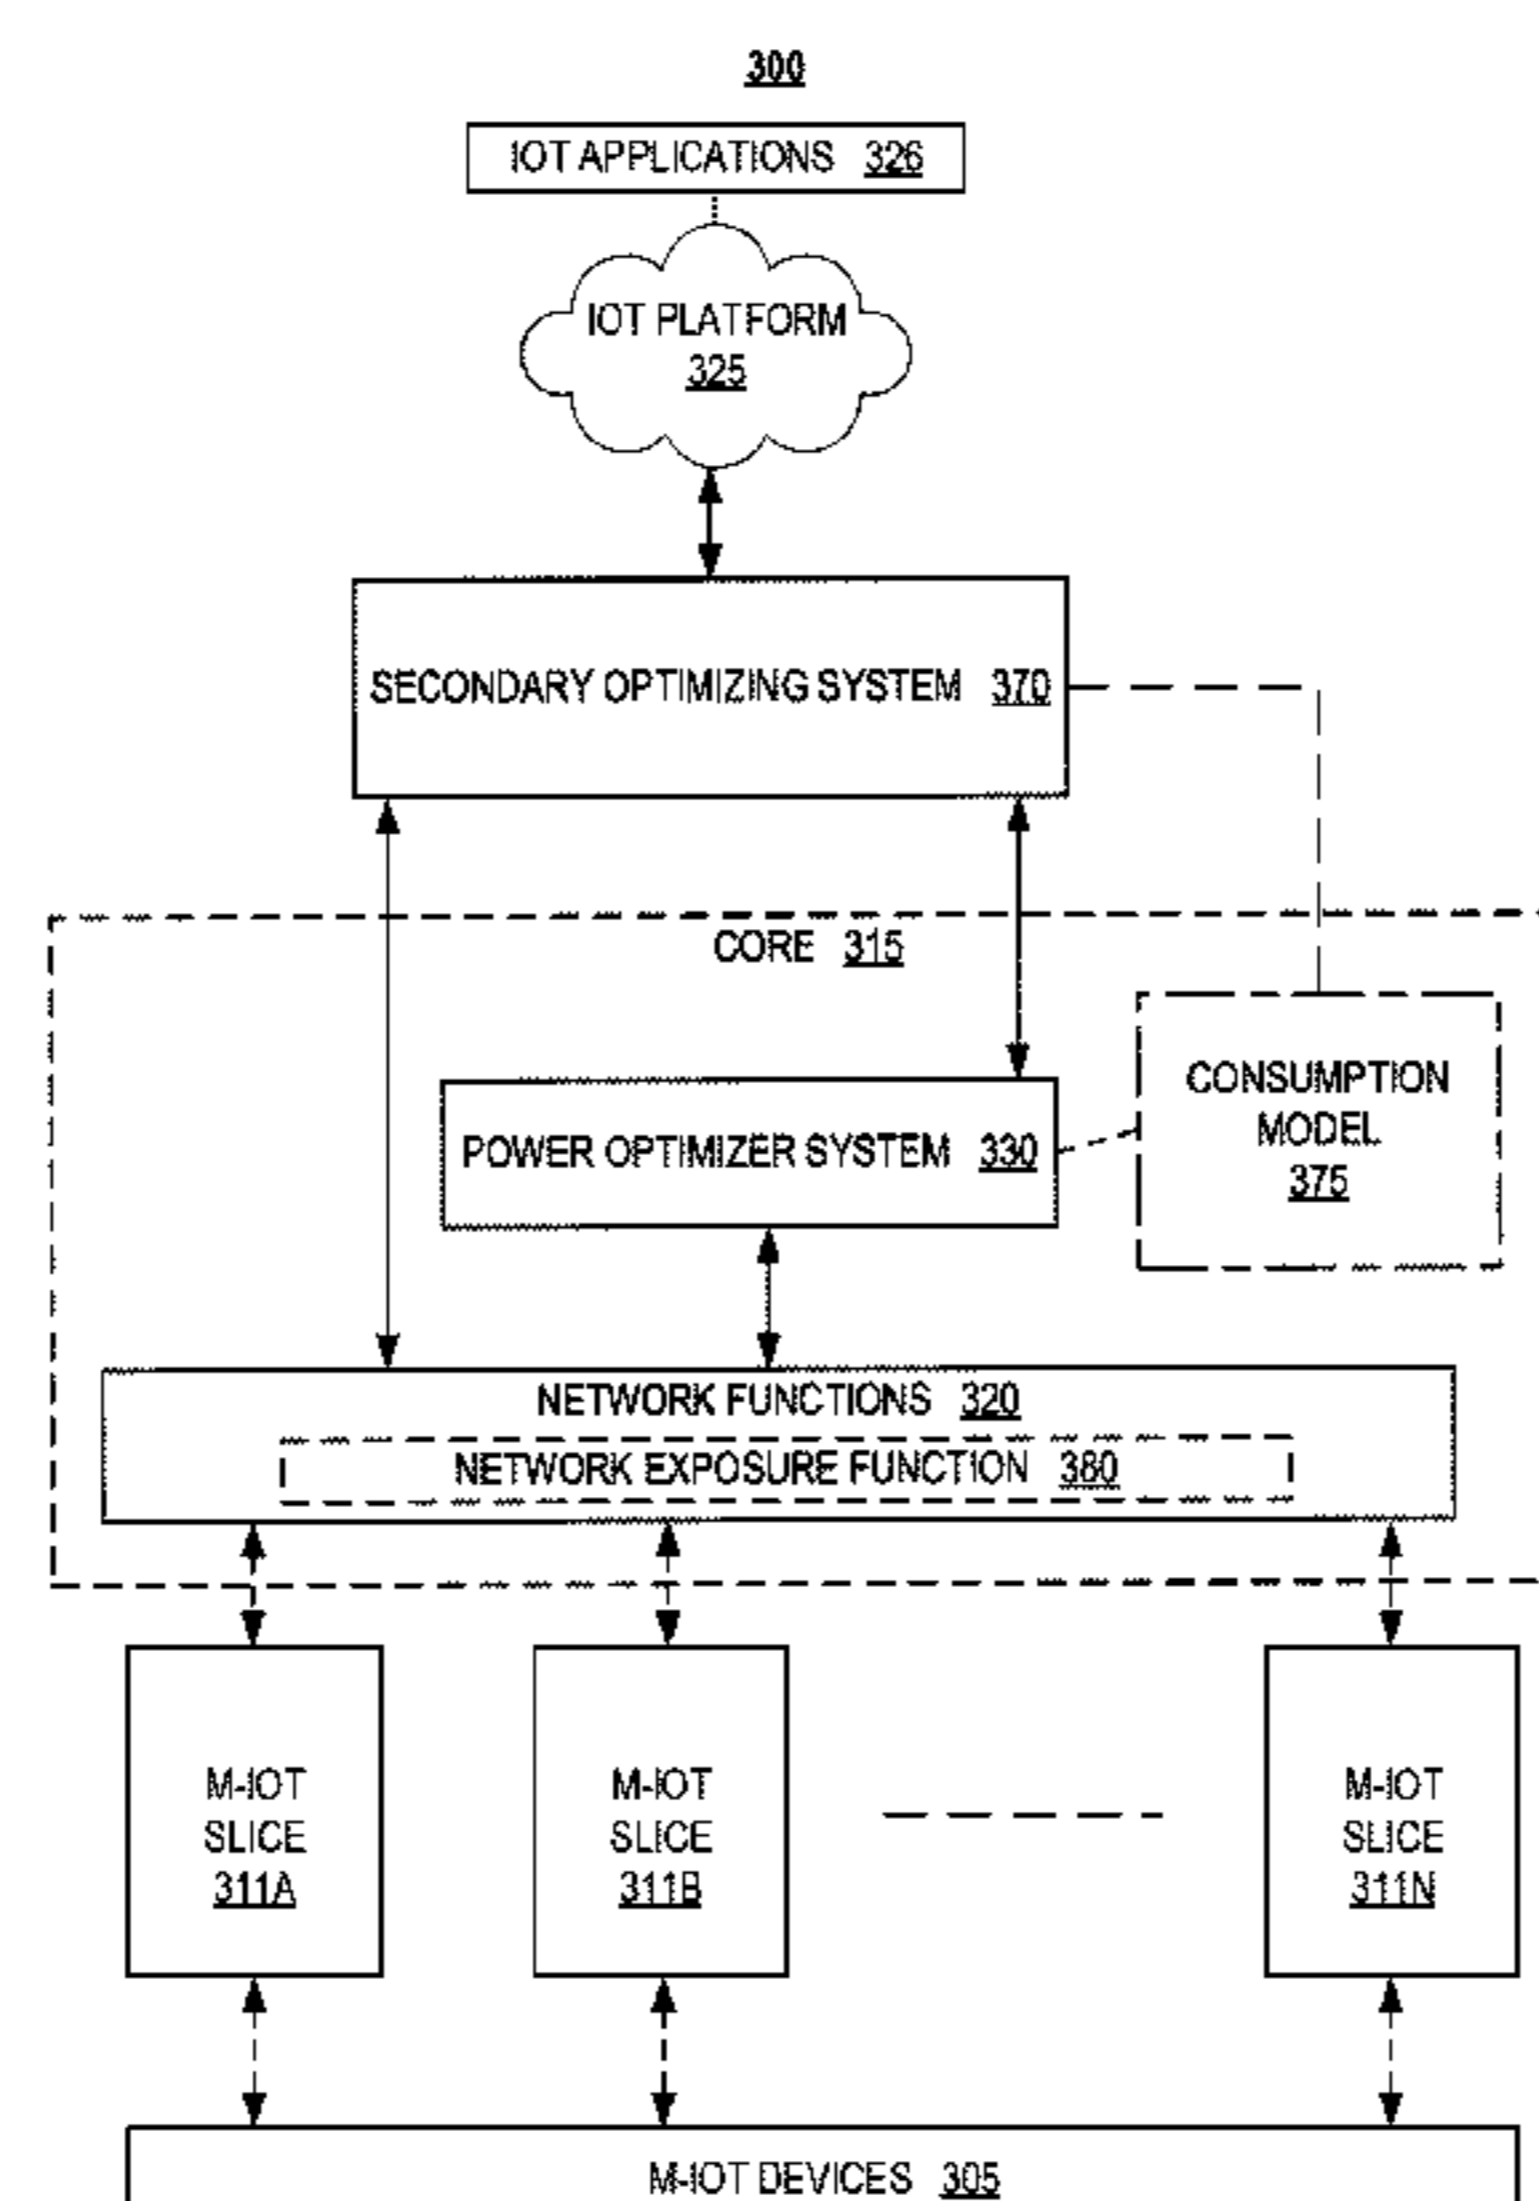 300
IOT APPLICATIONS 326
IOT PLATFORM
325
SECONDARY OPTIMIZING SYSTEM 370
CORE 315
CONSUMPTION
MODEL
375
POWER OPTIMIZER SYSTEM 330
NETWORK FUNCTIONS 320
NETWORK EXPOSURE FUNCTION 380
M-IOT
SLICE
311A
M-IOT
SLICE
311B
M-IOT
SLICE
311N
M-IOT DEVICES 305